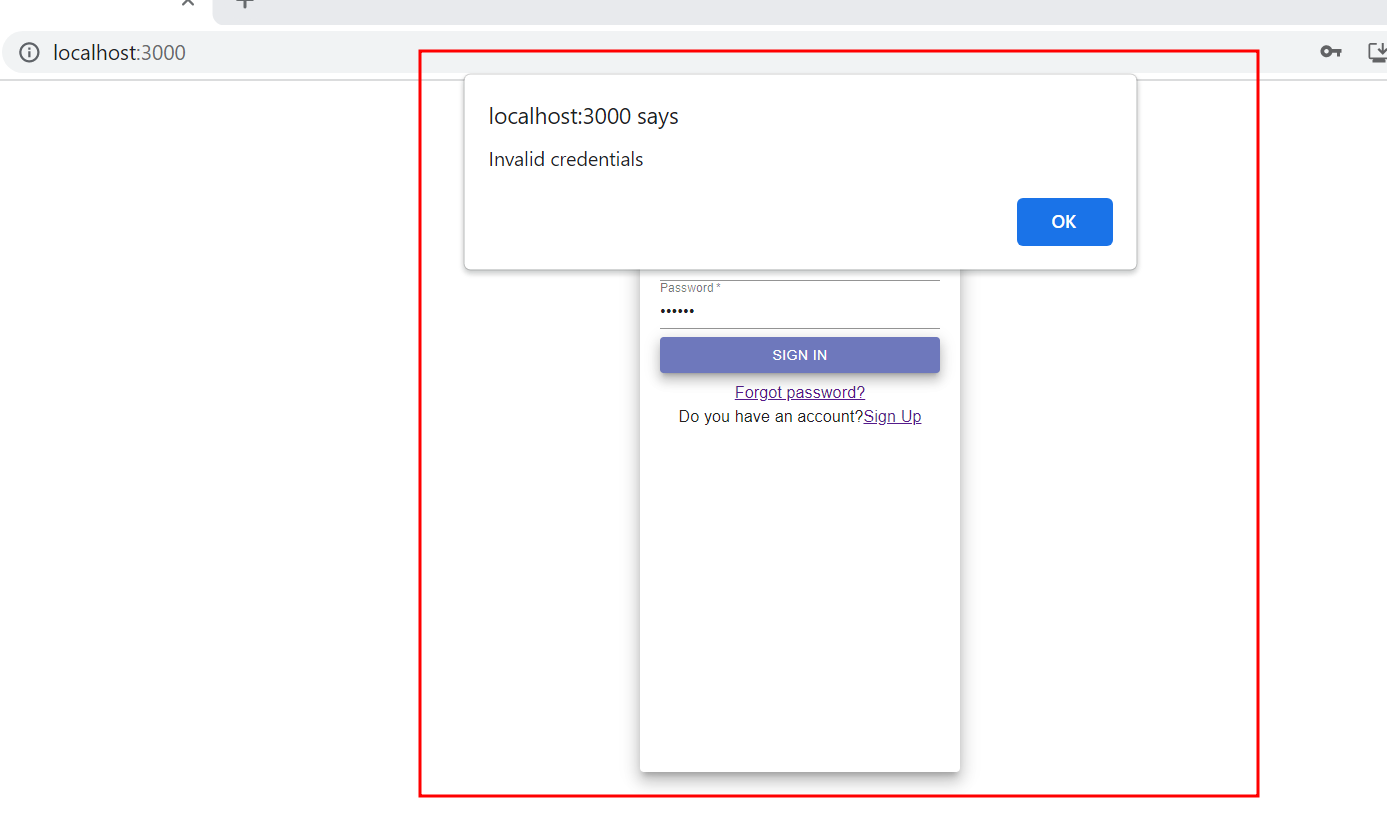 localhost:3000
localhost:3000 says
Invalid credentials
OK
Password *
••••••
SIGN IN
Forgot password?
Do you have an account?Sign Up